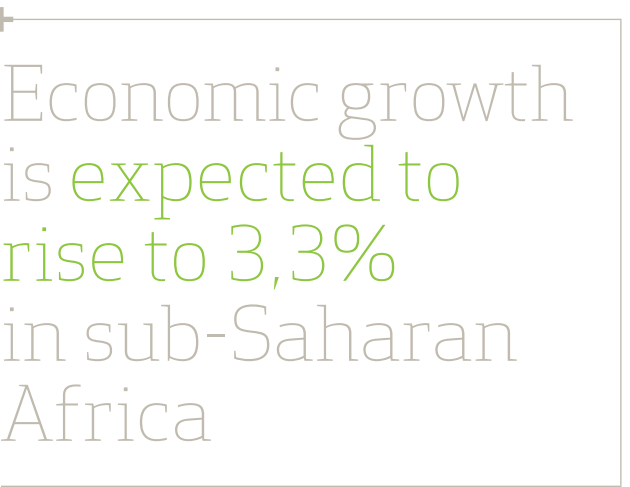 Economic growth
is expected to
rise to 3,3%
in sub-Saharan
Africa